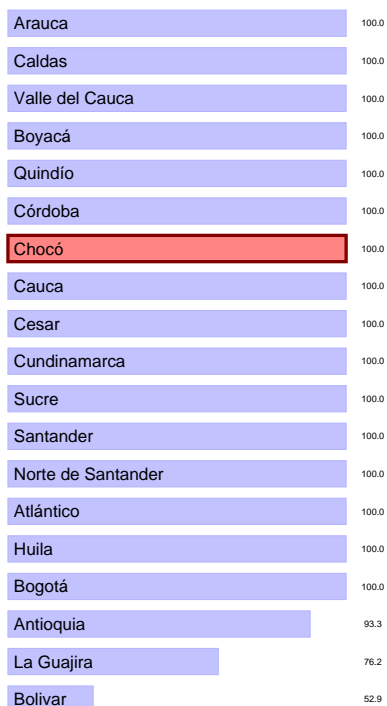 Arauca 100.0
Caldas 100.0
Valle del Cauca 100.0
Boyacá 100.0
Quindío 100.0
Córdoba 100.0
Chocó 100.0
Cauca 100.0
Cesar 100.0
Cundinamarca 100.0
Sucre 100.0
Santander 100.0
Norte de Santander 100.0
Atlántico 100.0
Huila 100.0
Bogotá 100.0
Antioquia 93.3
La Guajira 76.2
Bolivar 52.9